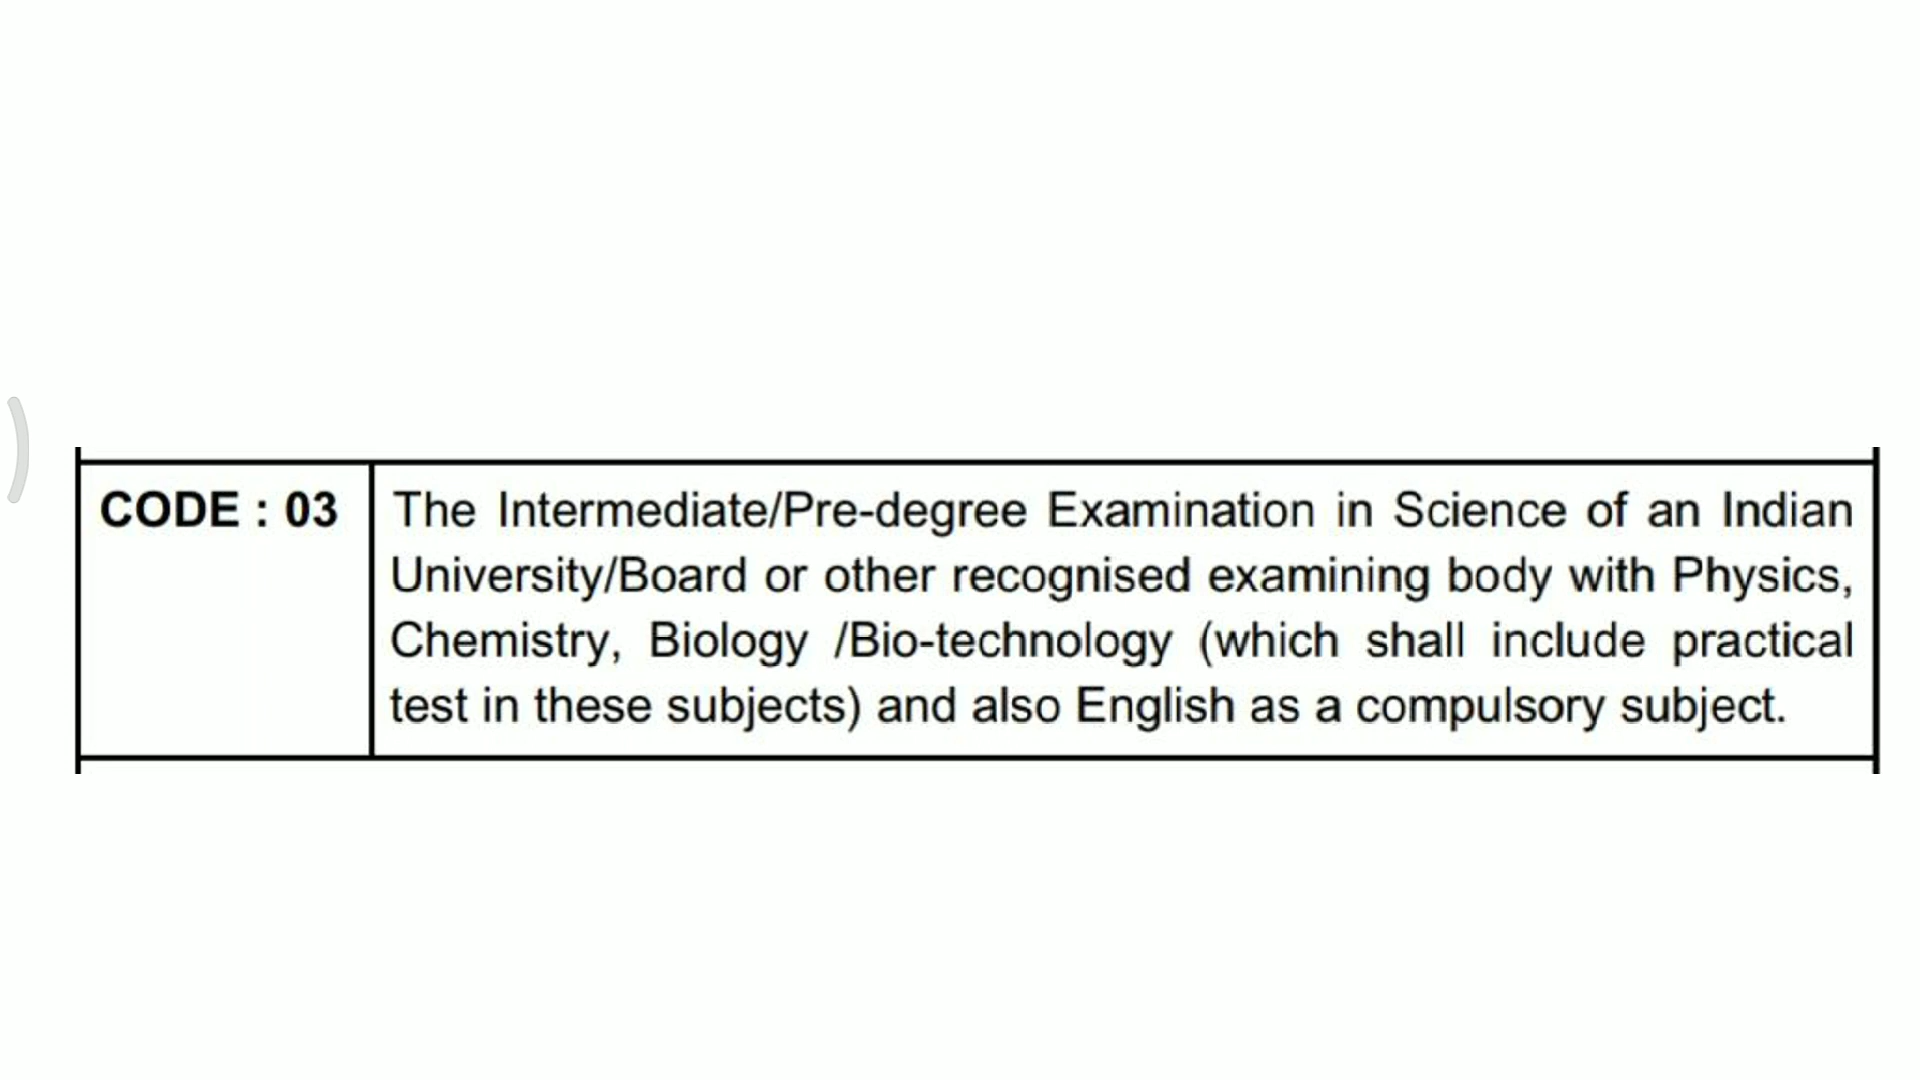 CODE : 03
The Intermediate/Pre-degree Examination in Science of an Indian
University/Board or other recognised examining body with Physics,
Chemistry, Biology /Bio-technology (which shall include practical
test in these subjects) and also English as a compulsory subject.